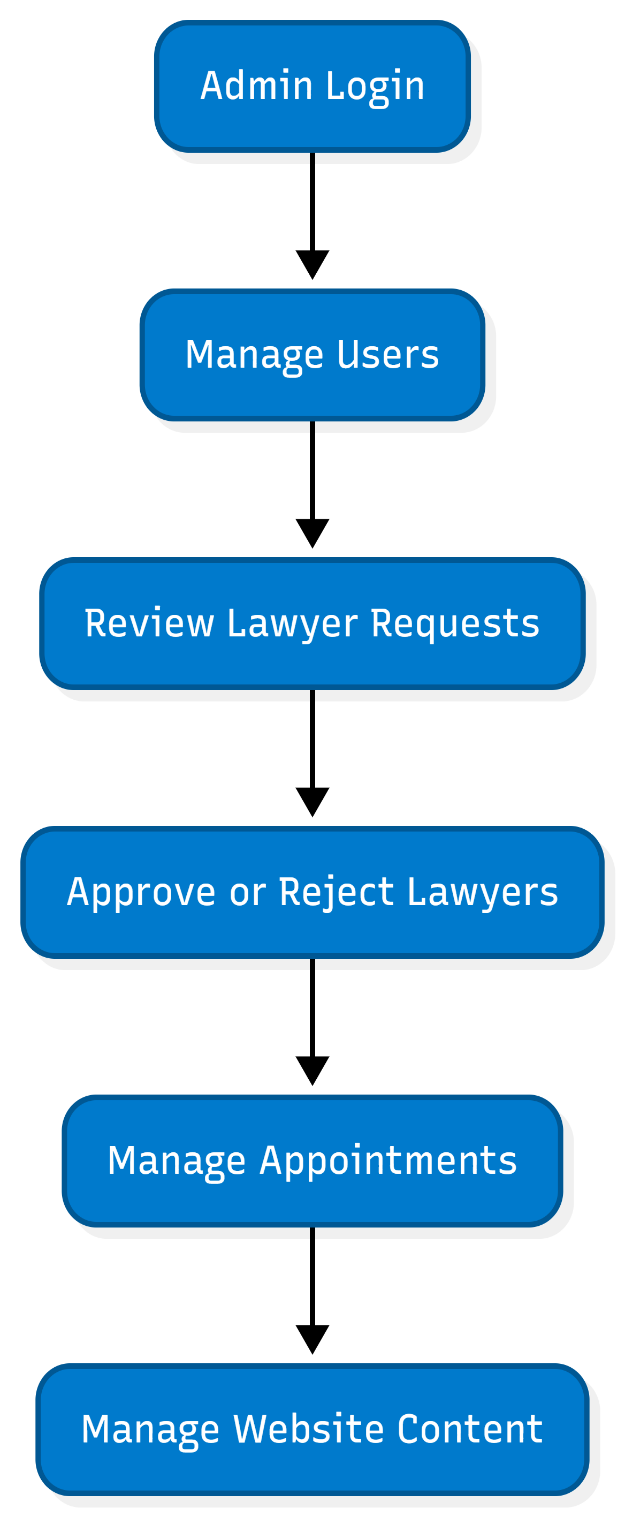 Admin Login
Manage Users
Review Lawyer Requests
Approve or Reject Lawyers
Manage Appointments
Manage Website Content